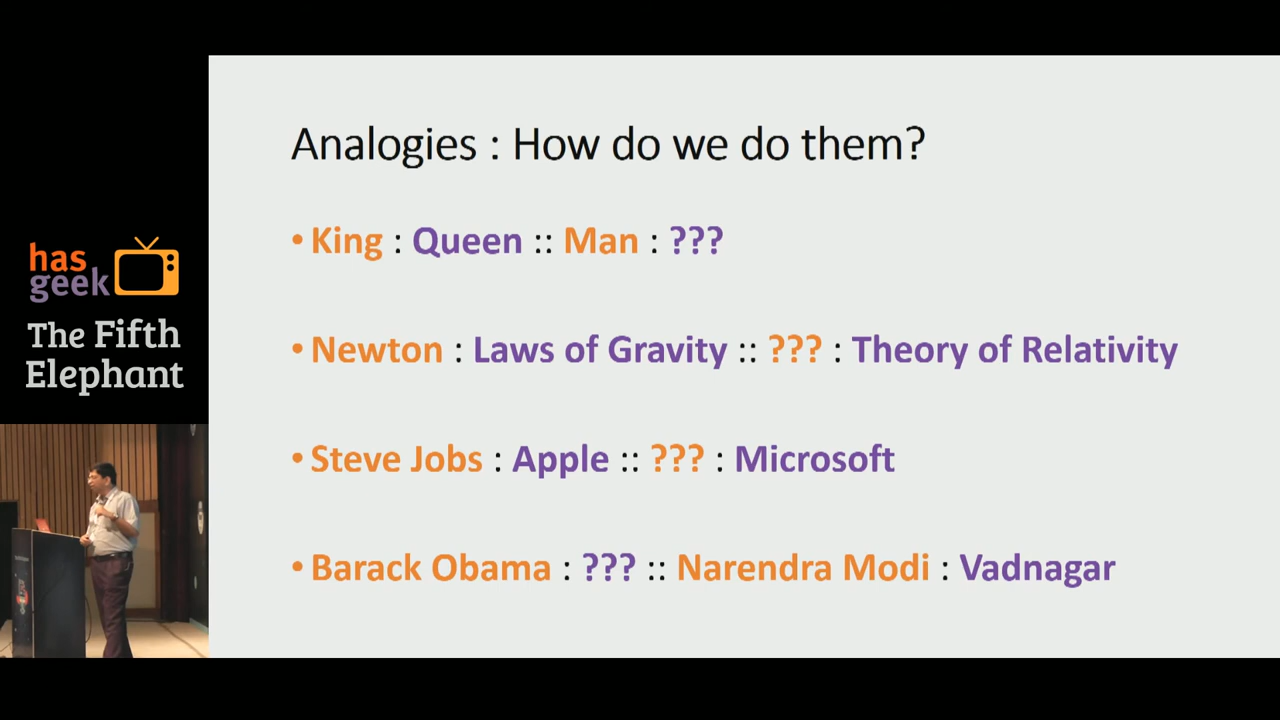 Analogies : How do we do them?
• King : Queen :: Man : ???
• Newton : Laws of Gravity :: ??? : Theory of Relativity
• Steve Jobs : Apple :: ??? : Microsoft
• Barack Obama : ??? :: Narendra Modi : Vadnagar
has
geek
The Fifth
Elephant